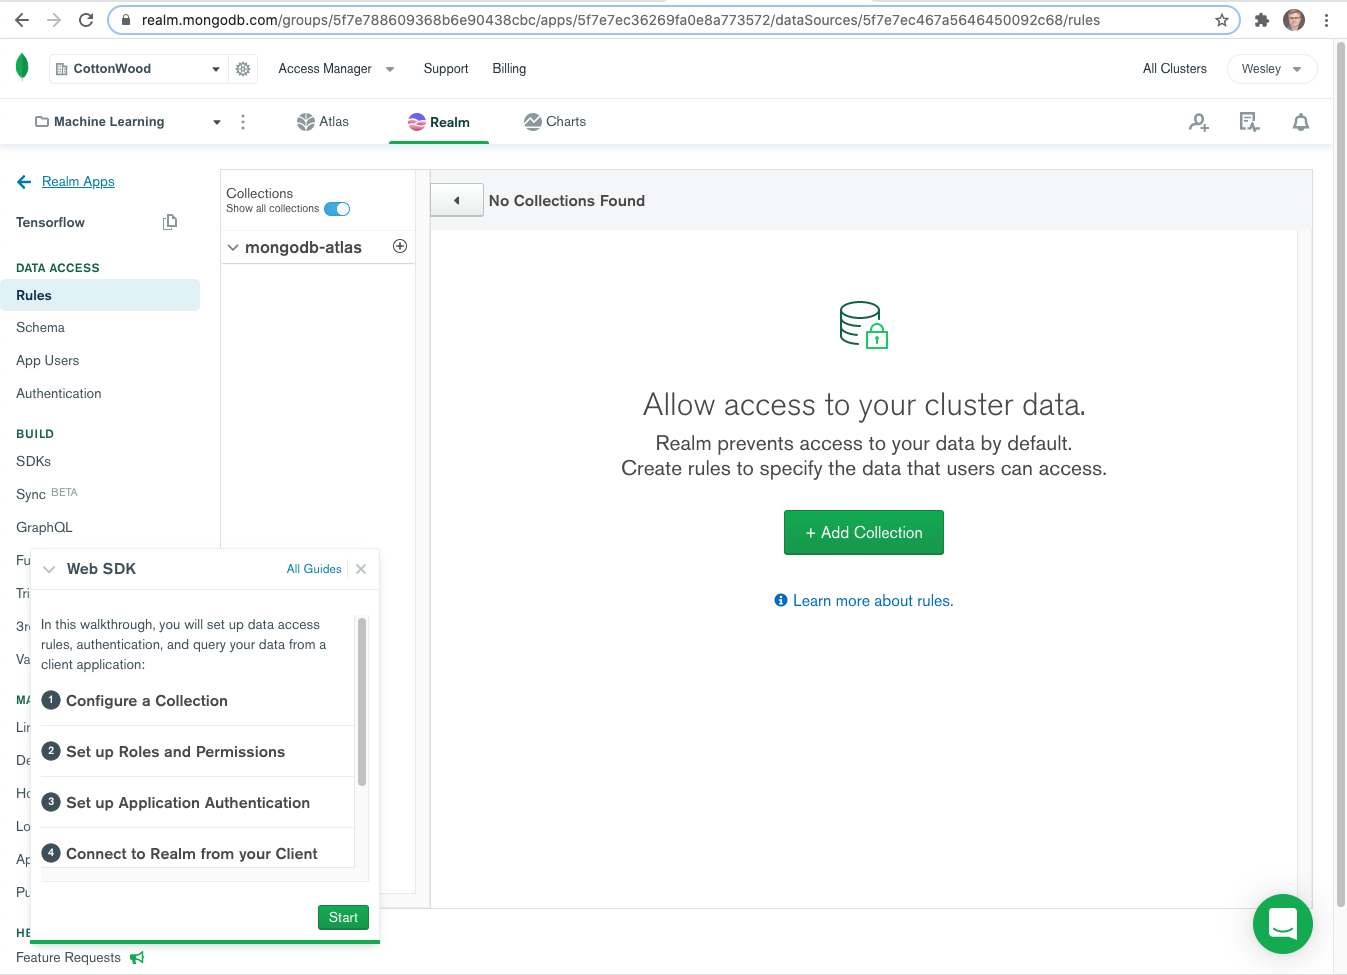 realm.mongodb.com/groups/5f7e788609368b6e90438cbc/apps/5f7e7ec36269fa0e8a773572/dataSources/5f7e7ec467a5646450092c68/rules
CottonWood
Access Manager
Support
Billing
All Clusters
Wesley
Machine Learning
Atlas
Realm
Charts
Realm Apps
Tensorflow
DATA ACCESS
Rules
Schema
App Users
Authentication
BUILD
SDKs
Sync BETA
GraphQL
Fu
Tri
3r
Va
MA
Lin
De
Ho
Lo
Ap
Pu
HE
Feature Requests
Collections
Show all collections
mongodb-atlas
No Collections Found
Allow access to your cluster data.
Realm prevents access to your data by default.
Create rules to specify the data that users can access.
+ Add Collection
Learn more about rules.
Web SDK
All Guides
In this walkthrough, you will set up data access
rules, authentication, and query your data from a
client application:
1 Configure a Collection
2 Set up Roles and Permissions
3 Set up Application Authentication
4 Connect to Realm from your Client
Start